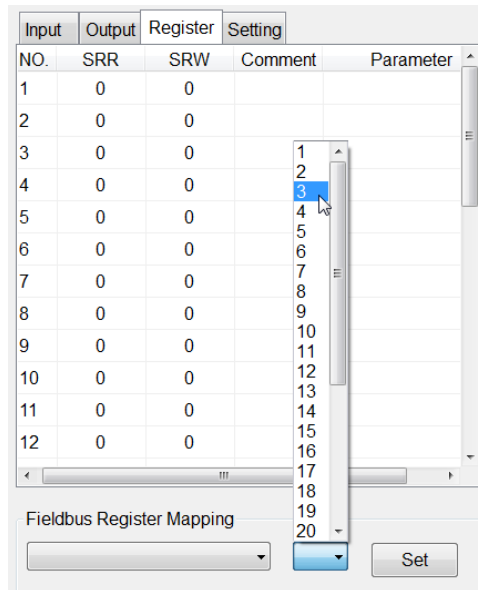 Input Output Register Setting
NO. SRR SRW Comment Parameter
1 0 0
2 0 0
3 0 0
4 0 0
5 0 0
6 0 0
7 0 0
8 0 0
9 0 0
10 0 0
11 0 0
12 0 0
1
2
3
4
5
6
7
8
9
10
11
12
13
14
15
16
17
18
19
20
Fieldbus Register Mapping
Set